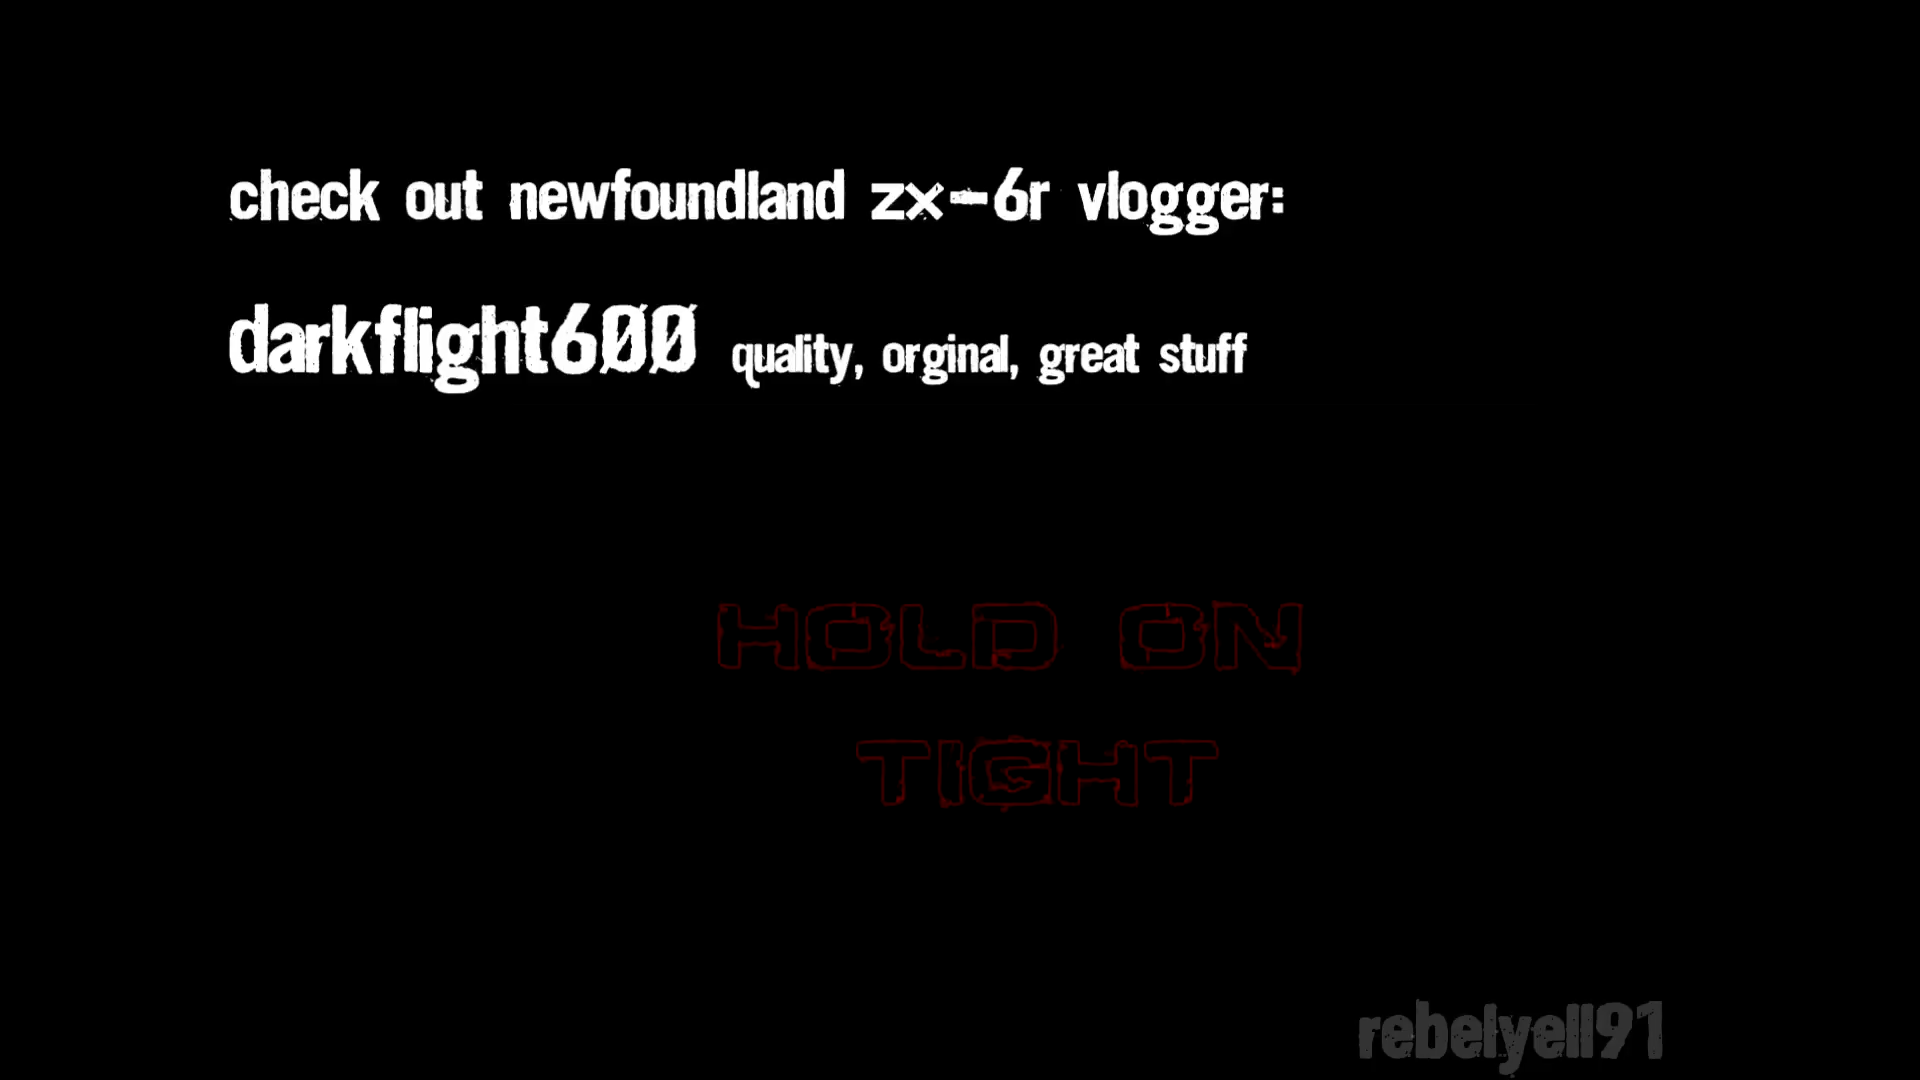 check out newfoundland zx-6r vlogger:
darkflight600 quality, orginal, great stuff
HOLD ON
TIGHT
rebelyell91